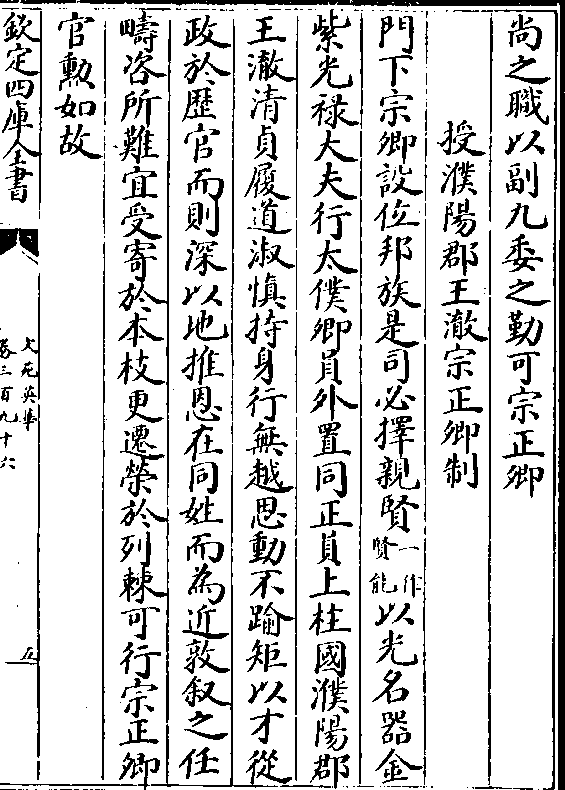 尚之職以副九委之勤可宗正卿
授濮陽郡王澈宗正卿制
門下宗卿設位邦族是司必擇親賢一作賢能以光名器金
紫光祿大夫行太僕卿員外置同正員上柱國濮陽郡
王澈清貞履道淑慎持身行無越思動不踰矩以才從
政於歴官而則深以地推恩在同姓而為近敦叙之任
疇咨所難宜受寄於本枝更遷榮於列棘可行宗正卿
官勲如故
欽定四庫全書
文苑英華
卷三百九十六
五